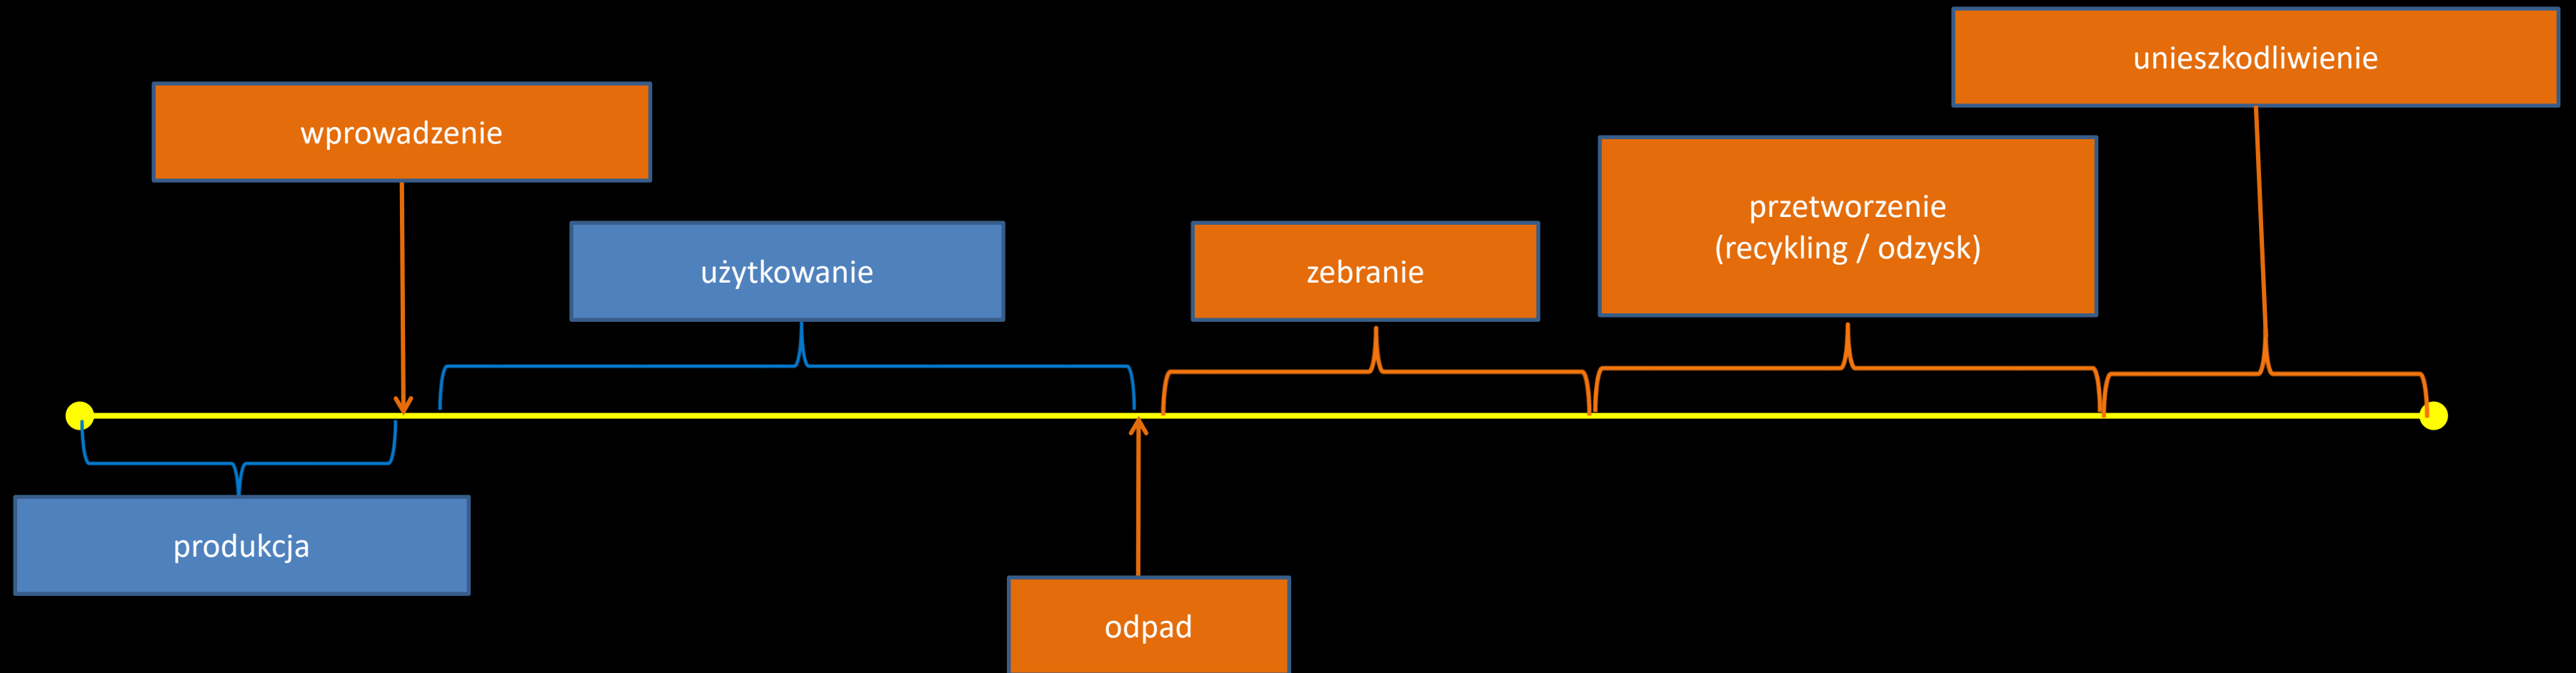 unieszkodliwienie
wprowadzenie
przetworzenie
(recykling / odzysk)
użytkowanie
zebranie
produkcja
odpad